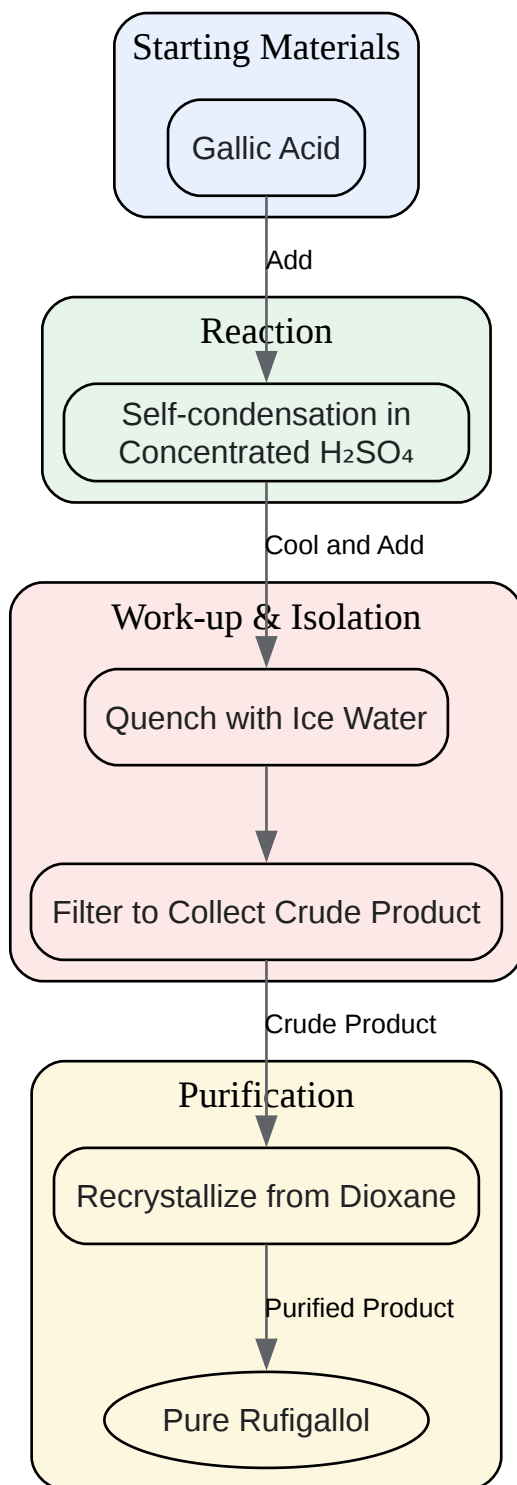 Starting Materials
Gallic Acid
Add
Reaction
Self-condensation in
Concentrated H₂SO₄
Cool and Add
Work-up & Isolation
Quench with Ice Water
Filter to Collect Crude Product
Crude Product
Purification
Recrystallize from Dioxane
Purified Product
Pure Rufigallol